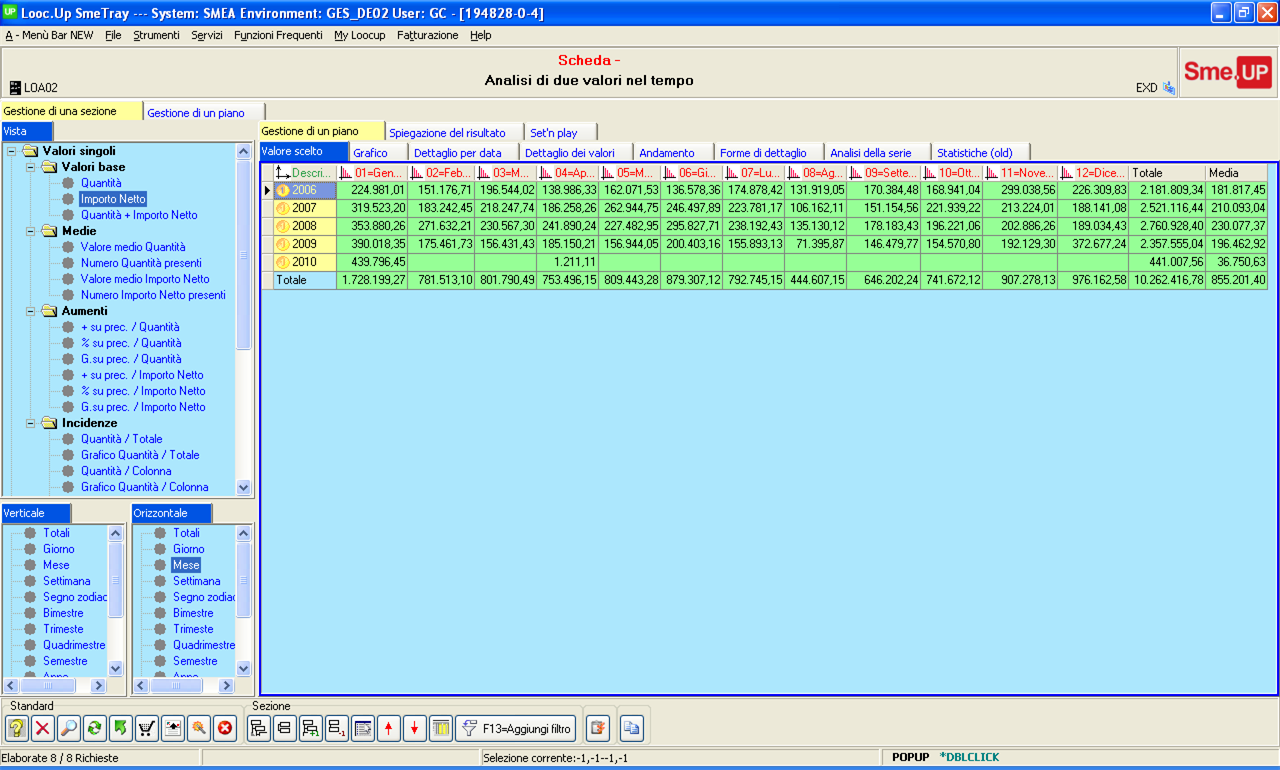 UP Looc.Up SmeTray --- System: SMEA Environment: GES_DE02 User: GC - [194828-0-4]
A - Menù Bar NEW File Strumenti Servizi Funzioni Frequenti My Loocup Fatturazione Help
Scheda -
Analisi di due valori nel tempo
LOA02
EXD
Sme.UP
Gestione di una sezione Gestione di un piano
Vista
Valori singoli
Valori base
Quantità
Importo Netto
Quantità + Importo Netto
Medie
Valore medio Quantità
Numero Quantità presenti
Valore medio Importo Netto
Numero Importo Netto presenti
Aumenti
+ su prec. / Quantità
% su prec. / Quantità
G.su prec. / Quantità
+ su prec. / Importo Netto
% su prec. / Importo Netto
G.su prec. / Importo Netto
Incidenze
Quantità / Totale
Grafico Quantità / Totale
Quantità / Colonna
Grafico Quantità / Colonna
Verticale
Totali
Giorno
Mese
Settimana
Segno zodiac
Bimestre
Trimestre
Quadrimestre
Semestre
Anno
Orizzontale
Totali
Giorno
Mese
Settimana
Segno zodiac
Bimestre
Trimestre
Quadrimestre
Semestre
Anno
Gestione di un piano Spiegazione del risultato Set'n play
Valore scelto Grafico Dettaglio per data Dettaglio dei valori Andamento Forme di dettaglio Analisi della serie Statistiche (old)
Descri... 01=Gen... 02=Feb... 03=M... 04=Ap... 05=M... 06=Gi... 07=Lu... 08=Ag... 09=Sette... 10=Ott... 11=Nove... 12=Dice... Totale Media
2006 224.981,01 151.176,71 196.544,02 138.986,33 162.071,53 136.578,36 174.878,42 131.919,05 170.384,48 168.941,04 299.038,56 226.309,83 2.181.809,34 181.817,45
2007 319.523,20 183.242,45 218.247,74 186.258,26 262.944,75 246.497,89 223.781,17 106.162,11 151.154,56 221.939,22 213.224,01 188.141,08 2.521.116,44 210.093,04
2008 353.880,26 271.632,21 230.567,30 241.890,24 227.482,95 295.827,71 238.192,43 135.130,12 178.183,43 196.221,06 202.886,26 189.034,43 2.760.928,40 230.077,37
2009 390.018,35 175.461,73 156.431,43 185.150,21 156.944,05 200.403,16 155.893,13 71.395,87 146.479,77 154.570,80 192.129,30 372.677,24 2.357.555,04 196.462,92
2010 439.796,45 1.211,11 441.007,56 36.750,63
Totale 1.728.199,27 781.513,10 801.790,49 753.496,15 809.443,28 879.307,12 792.745,15 444.607,15 646.202,24 741.672,12 907.278,13 976.162,58 10.262.416,78 855.201,40
Standard
Sezione
F13=Aggiungi filtro
Elaborate 8 / 8 Richieste
Selezione corrente:-1,-1--1,-1
POPUP *DBLCLICK